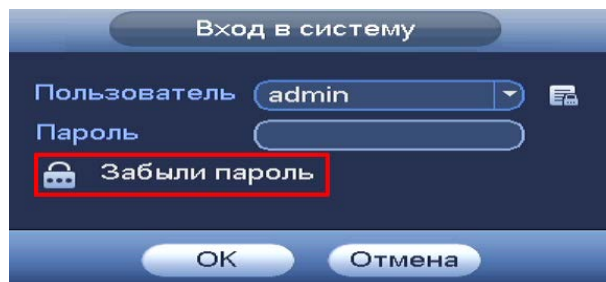 Вход в систему
Пользователь admin
Пароль
Забыли пароль
OK Отмена